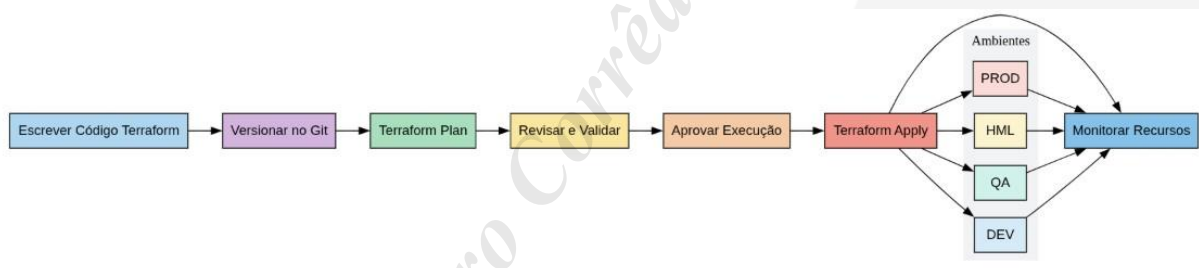 Ambientes
PROD
Escrever Código Terraform
Versionar no Git
Terraform Plan
Revisar e Validar
Aprovar Execução
Terraform Apply
HML
Monitorar Recursos
QA
DEV
Corrêa